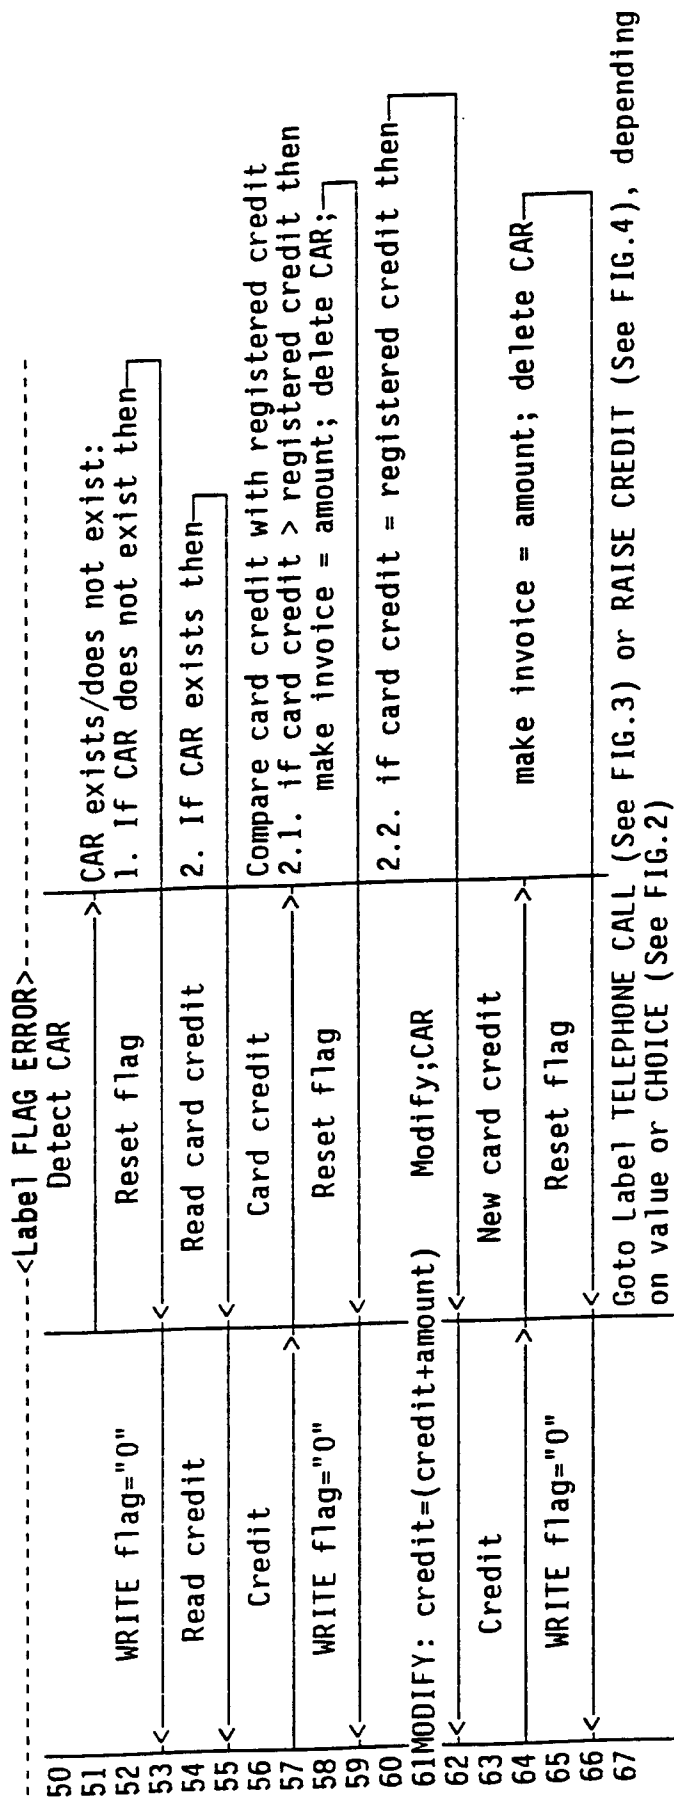 <Label FLAG ERROR>
50 Detect CAR
51 CAR exists/does not exist:
52 WRITE flag="0" Reset flag 1. If CAR does not exist then
53
54 Read credit Read card credit 2. If CAR exists then
55
56 Credit Card credit Compare card credit with registered credit
57 2.1. if card credit > registered credit then
58 WRITE flag="0" Reset flag make invoice = amount; delete CAR;
59
60 2.2. if card credit = registered credit then
61 MODIFY: credit=(credit+amount) Modify;CAR
62
63 Credit New card credit
64 make invoice = amount; delete CAR
65 WRITE flag="0" Reset flag
66
67 Goto Label TELEPHONE CALL (See FIG.3) or RAISE CREDIT (See FIG.4), depending
on value or CHOICE (See FIG.2)